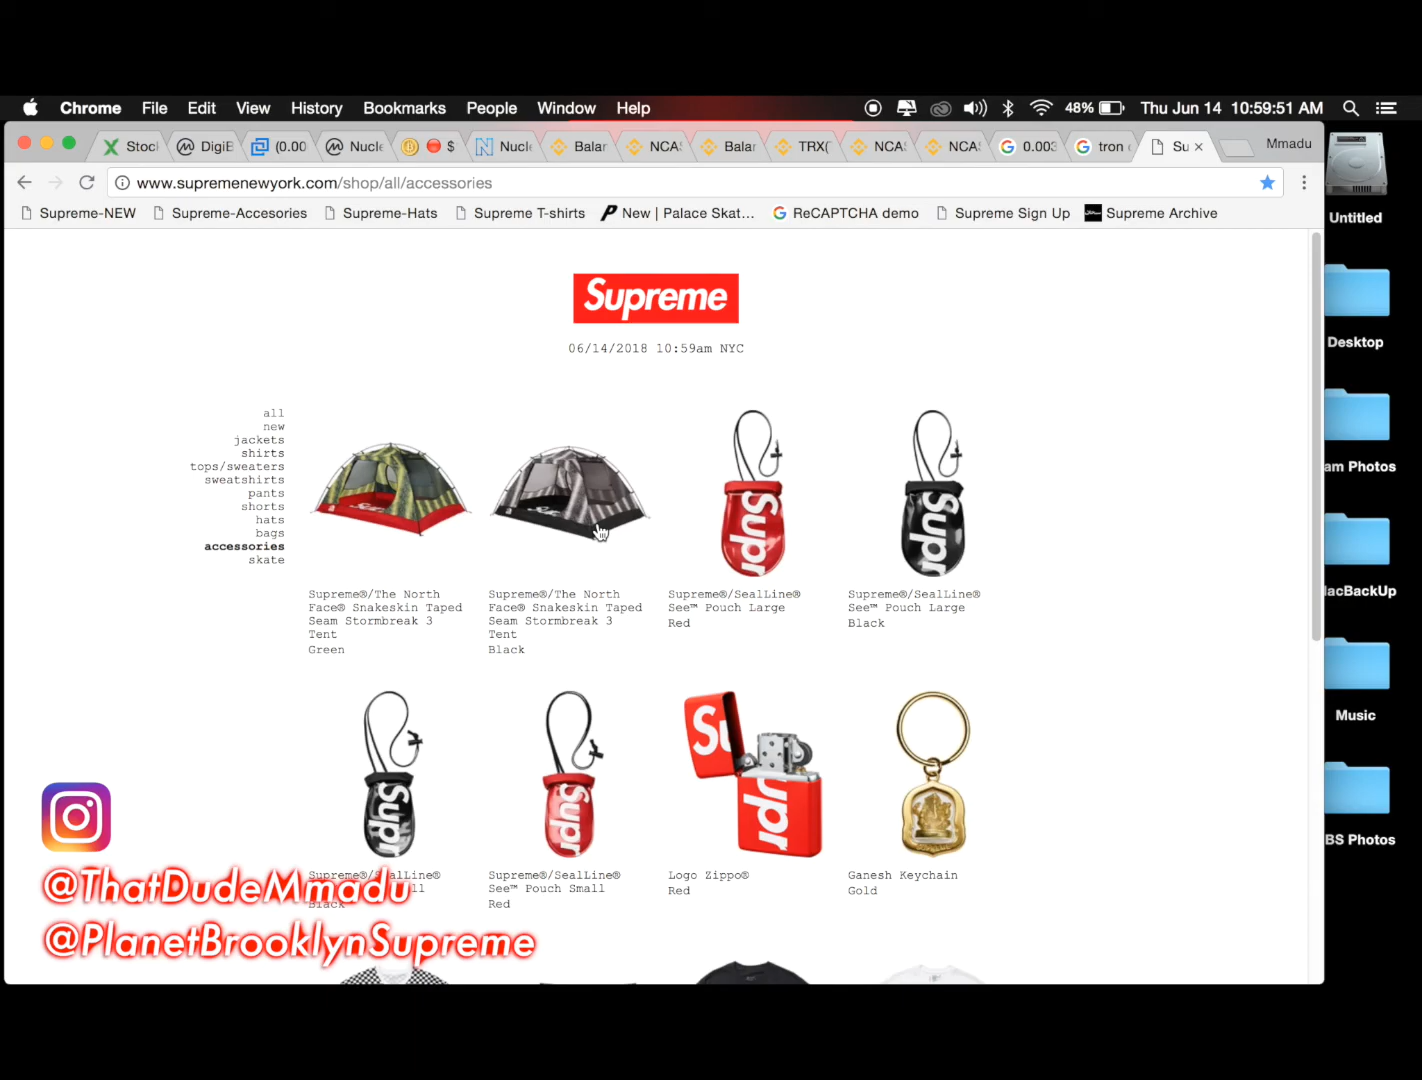 Chrome File Edit View History Bookmarks People Window Help 48% Thu Jun 14 10:59:51 AM
Stoc DigiE (0.00 Nucle $ Nucle Balar NCA Balar TRX( NCA NCA 0.003 tron Su Mmadu
www.supremenewyork.com/shop/all/accessories
Supreme-NEW Supreme-Accesories Supreme-Hats Supreme T-shirts New | Palace Skat... ReCAPTCHA demo Supreme Sign Up Supreme Archive
Supreme
06/14/2018 10:59am NYC
all
new
jackets
shirts
tops/sweaters
sweatshirts
pants
shorts
hats
bags
accessories
skate
Supreme®/The North
Face® Snakeskin Taped
Seam Stormbreak 3
Tent
Green
Supreme®/The North
Face® Snakeskin Taped
Seam Stormbreak 3
Tent
Black
Supreme®/SealLine®
See™ Pouch Large
Red
Supreme®/SealLine®
See™ Pouch Large
Black
Supreme®/SealLine®
Black
Supreme®/SealLine®
See™ Pouch Small
Red
Logo Zippo®
Red
Ganesh Keychain
Gold
@ThatDudeMmadu
@PlanetBrooklynSupreme
Untitled
Desktop
am Photos
Music
BS Photos